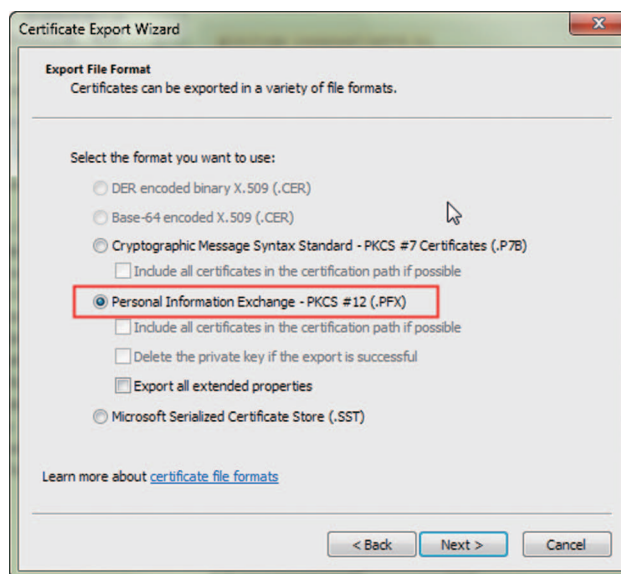 Certificate Export Wizard
Export File Format
Certificates can be exported in a variety of file formats.
Select the format you want to use:
DER encoded binary X.509 (.CER)
Base-64 encoded X.509 (.CER)
Cryptographic Message Syntax Standard - PKCS #7 Certificates (.P7B)
Include all certificates in the certification path if possible
Personal Information Exchange - PKCS #12 (.PFX)
Include all certificates in the certification path if possible
Delete the private key if the export is successful
Export all extended properties
Microsoft Serialized Certificate Store (.SST)
Learn more about certificate file formats
< Back Next > Cancel